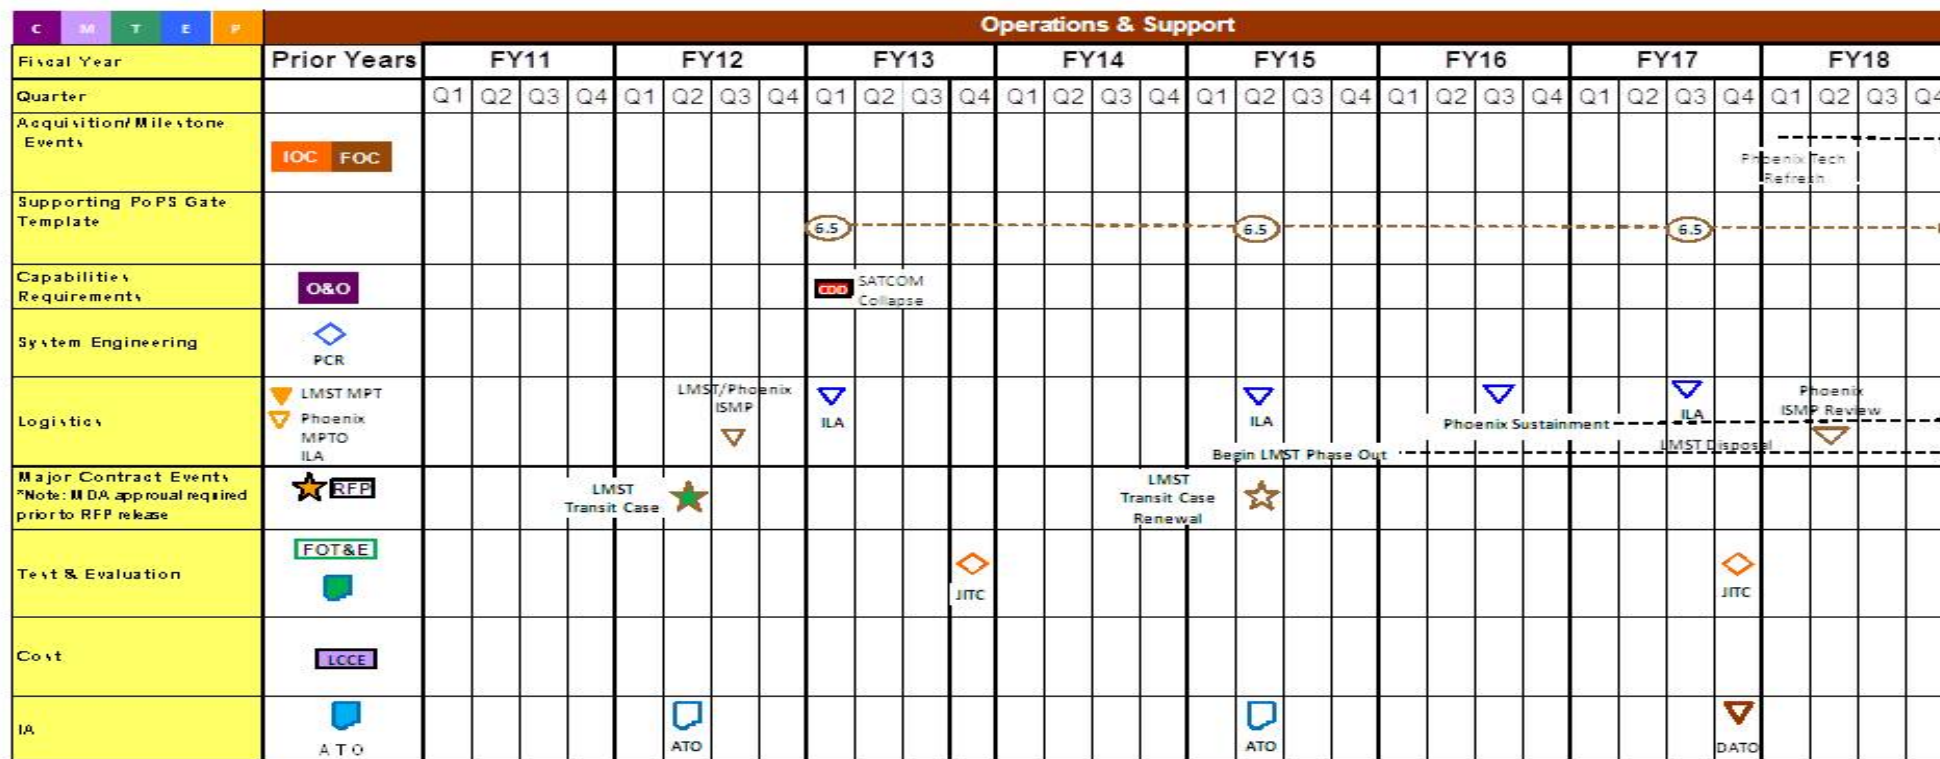 C M T E P Operations & Support
Fiscal Year Prior Years FY11 FY12 FY13 FY14 FY15 FY16 FY17 FY18
Quarter Q1 Q2 Q3 Q4 Q1 Q2 Q3 Q4 Q1 Q2 Q3 Q4 Q1 Q2 Q3 Q4 Q1 Q2 Q3 Q4 Q1 Q2 Q3 Q4 Q1 Q2 Q3 Q4 Q1 Q2 Q3 Q4
Acquisition/Milestone
Events
IOC FOC
Phoenix Tech
Refresh
Supporting PoPS Gate
Template
6.5 6.5 6.5
Capabilities
Requirements
O&O
CDD SATCOM
Collapse
System Engineering
PCR
Logistics
LMST MPT
Phoenix
MPTO
ILA
LMST/Phoenix
ISMP
ILA
ILA
ILA
Phoenix
ISMP Review
Phoenix Sustainment
LMST Disposal
Begin LMST Phase Out
Major Contract Events
*Note: MDA approval required
prior to RFP release
RFP
LMST
Transit Case
LMST
Transit Case
Renewal
Test & Evaluation
FOT&E
JITC
JITC
Cost
LCCE
IA
ATO
ATO
ATO
DATO